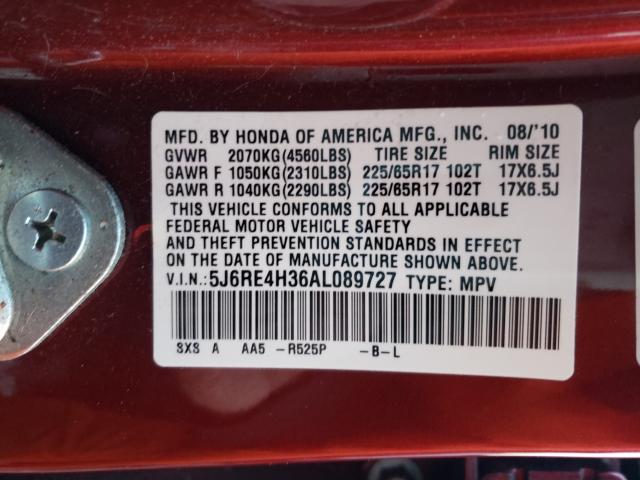 MFD. BY HONDA OF AMERICA MFG., INC. 08/'10
GVWR 2070KG(4560LBS) TIRE SIZE RIM SIZE
GAWR F 1050KG(2310LBS) 225/65R17 102T 17X6.5J
GAWR R 1040KG(2290LBS) 225/65R17 102T 17X6.5J
THIS VEHICLE CONFORMS TO ALL APPLICABLE
FEDERAL MOTOR VEHICLE SAFETY
AND THEFT PREVENTION STANDARDS IN EFFECT
ON THE DATE OF MANUFACTURE SHOWN ABOVE.
V.I.N.: 5J6RE4H36AL089727 TYPE: MPV
SXS A AA5 -R525P -B-L